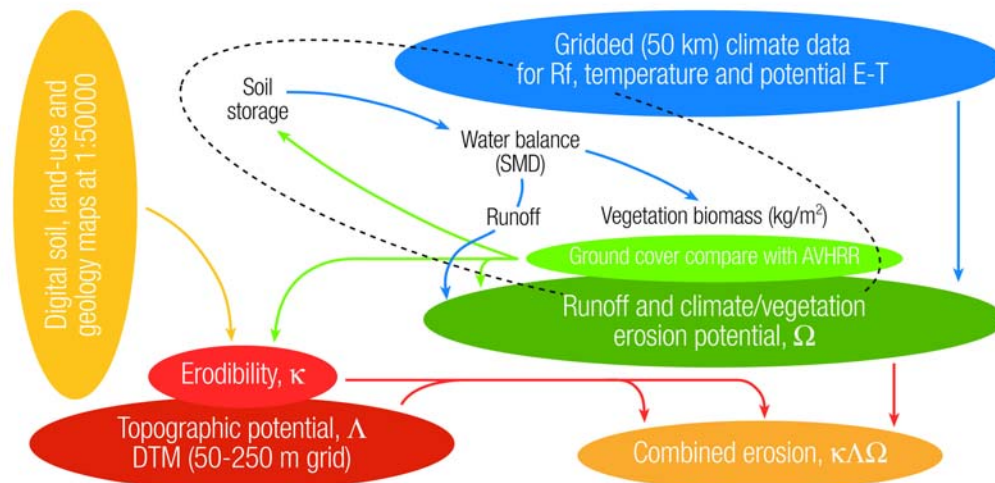 Gridded (50 km) climate data
for Rf, temperature and potential E-T
Digital soil, land-use and
geology maps at 1:50000
Soil
storage
Water balance
(SMD)
Runoff
Vegetation biomass (kg/m²)
Ground cover compare with AVHRR
Runoff and climate/vegetation
erosion potential, Ω
Erodibility, κ
Topographic potential, Λ
DTM (50-250 m grid)
Combined erosion, κΛΩ